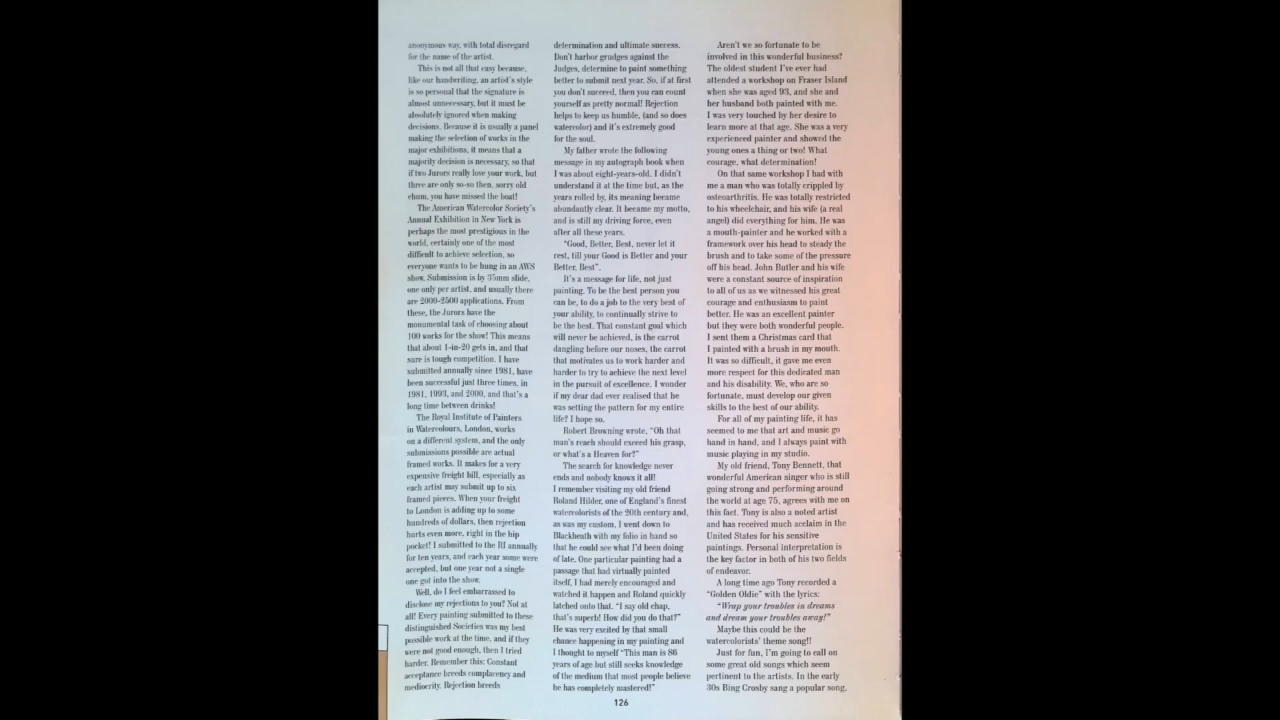 anonymous way, with total disregard
for the name of the artist.
This is not all that easy because,
like our handwriting, an artist's style
is so personal that the signature is
almost unnecessary, but it must be
absolutely ignored when making
decisions. Because it is usually a panel
making the selection of works in the
major exhibitions, it means that a
majority decision is necessary, so that
if two Jurors really love your work, but
three are only so-so then, sorry old
chum, you have missed the boat!
The American Watercolor Society's
Annual Exhibition in New York is
perhaps the most prestigious in the
world, certainly one of the most
difficult to achieve selection, so
everyone wants to be hung in an AWS
show. Submission is by 35mm slide,
one only per artist, and usually there
are 2000-2500 applications. From
these, the Jurors have the
monumental task of choosing about
100 works for the show! This means
that about 1-in-20 gets in, and that
sure is tough competition. I have
submitted annually since 1981, have
been successful just three times, in
1981, 1993, and 2000, and that's a
long time between drinks!
The Royal Institute of Painters
in Watercolours, London, works
on a different system, and the only
submissions possible are actual
framed works. It makes for a very
expensive freight bill, especially as
each artist may submit up to six
framed pieces. When your freight
to London is adding up to some
hundreds of dollars, then rejection
hurts even more, right in the hip
pocket! I submitted to the RI annually
for ten years, and each year some were
accepted, but one year not a single
one got into the show.
Well, do I feel embarrassed to
disclose my rejections to you? Not at
all! Every painting submitted to these
distinguished Societies was my best
possible work at the time, and if they
were not good enough, then I tried
harder. Remember this: Constant
acceptance breeds complacency and
mediocrity. Rejection breeds
determination and ultimate success.
Don't harbor grudges against the
Judges, determine to paint something
better to submit next year. So, if at first
you don't succeed, then you can count
yourself as pretty normal! Rejection
helps to keep us humble, (and so does
watercolor) and it's extremely good
for the soul.
My father wrote the following
message in my autograph book when
I was about eight-years-old. I didn't
understand it at the time but, as the
years rolled by, its meaning became
abundantly clear. It became my motto,
and is still my driving force, even
after all these years.
"Good, Better, Best, never let it
rest, till your Good is Better and your
Better, Best".
It's a message for life, not just
painting. To be the best person you
can be, to do a job to the very best of
your ability, to continually strive to
be the best. That constant goal which
will never be achieved, is the carrot
dangling before our noses, the carrot
that motivates us to work harder and
harder to try to achieve the next level
in the pursuit of excellence. I wonder
if my dear dad ever realised that he
was setting the pattern for my entire
life? I hope so.
Robert Browning wrote, "Oh that
man's reach should exceed his grasp,
or what's a Heaven for?"
The search for knowledge never
ends and nobody knows it all!
I remember visiting my old friend
Roland Hilder, one of England's finest
watercolorists of the 20th century and,
as was my custom, I went down to
Blackheath with my folio in hand so
that he could see what I'd been doing
of late. One particular painting had a
passage that had virtually painted
itself, I had merely encouraged and
watched it happen and Roland quickly
latched onto that. "I say old chap,
that's superb! How did you do that?"
He was very excited by that small
chance happening in my painting and
I thought to myself "This man is 86
years of age but still seeks knowledge
of the medium that most people believe
he has completely mastered!"
Aren't we so fortunate to be
involved in this wonderful business?
The oldest student I've ever had
attended a workshop on Fraser Island
when she was aged 93, and she and
her husband both painted with me.
I was very touched by her desire to
learn more at that age. She was a very
experienced painter and showed the
young ones a thing or two! What
courage, what determination!
On that same workshop I had with
me a man who was totally crippled by
osteoarthritis. He was totally restricted
to his wheelchair, and his wife (a real
angel) did everything for him. He was
a mouth-painter and he worked with a
framework over his head to steady the
brush and to take some of the pressure
off his head. John Butler and his wife
were a constant source of inspiration
to all of us as we witnessed his great
courage and enthusiasm to paint
better. He was an excellent painter
but they were both wonderful people.
I sent them a Christmas card that
I painted with a brush in my mouth.
It was so difficult, it gave me even
more respect for this dedicated man
and his disability. We, who are so
fortunate, must develop our given
skills to the best of our ability.
For all of my painting life, it has
seemed to me that art and music go
hand in hand, and I always paint with
music playing in my studio.
My old friend, Tony Bennett, that
wonderful American singer who is still
going strong and performing around
the world at age 75, agrees with me on
this fact. Tony is also a noted artist
and has received much acclaim in the
United States for his sensitive
paintings. Personal interpretation is
the key factor in both of his two fields
of endeavor.
A long time ago Tony recorded a
"Golden Oldie" with the lyrics:
"Wrap your troubles in dreams
and dream your troubles away!"
Maybe this could be the
watercolorists' theme song!!
Just for fun, I'm going to call on
some great old songs which seem
pertinent to the artists. In the early
30s Bing Crosby sang a popular song,
126